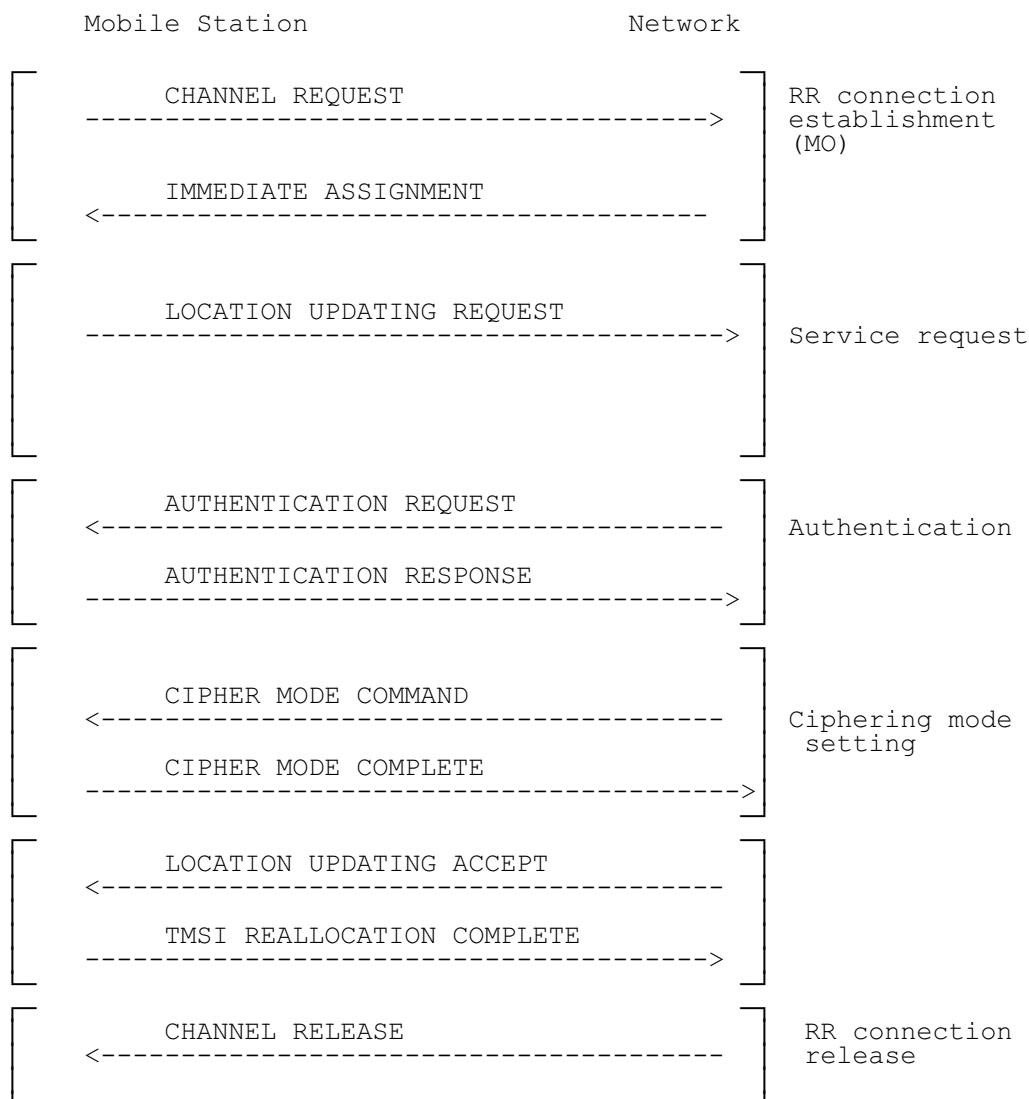 Mobile Station Network
CHANNEL REQUEST RR connection
-----------------------------------> establishment
(MO)
IMMEDIATE ASSIGNMENT
<--------------------------------------
LOCATION UPDATING REQUEST
----------------------------------------> Service request
AUTHENTICATION REQUEST
<--------------------------------------- Authentication
AUTHENTICATION RESPONSE
---------------------------------------->
CIPHER MODE COMMAND
<--------------------------------------- Ciphering mode
setting
CIPHER MODE COMPLETE
----------------------------------------->
LOCATION UPDATING ACCEPT
<---------------------------------------
TMSI REALLOCATION COMPLETE
--------------------------------------->
CHANNEL RELEASE RR connection
<--------------------------------------- release